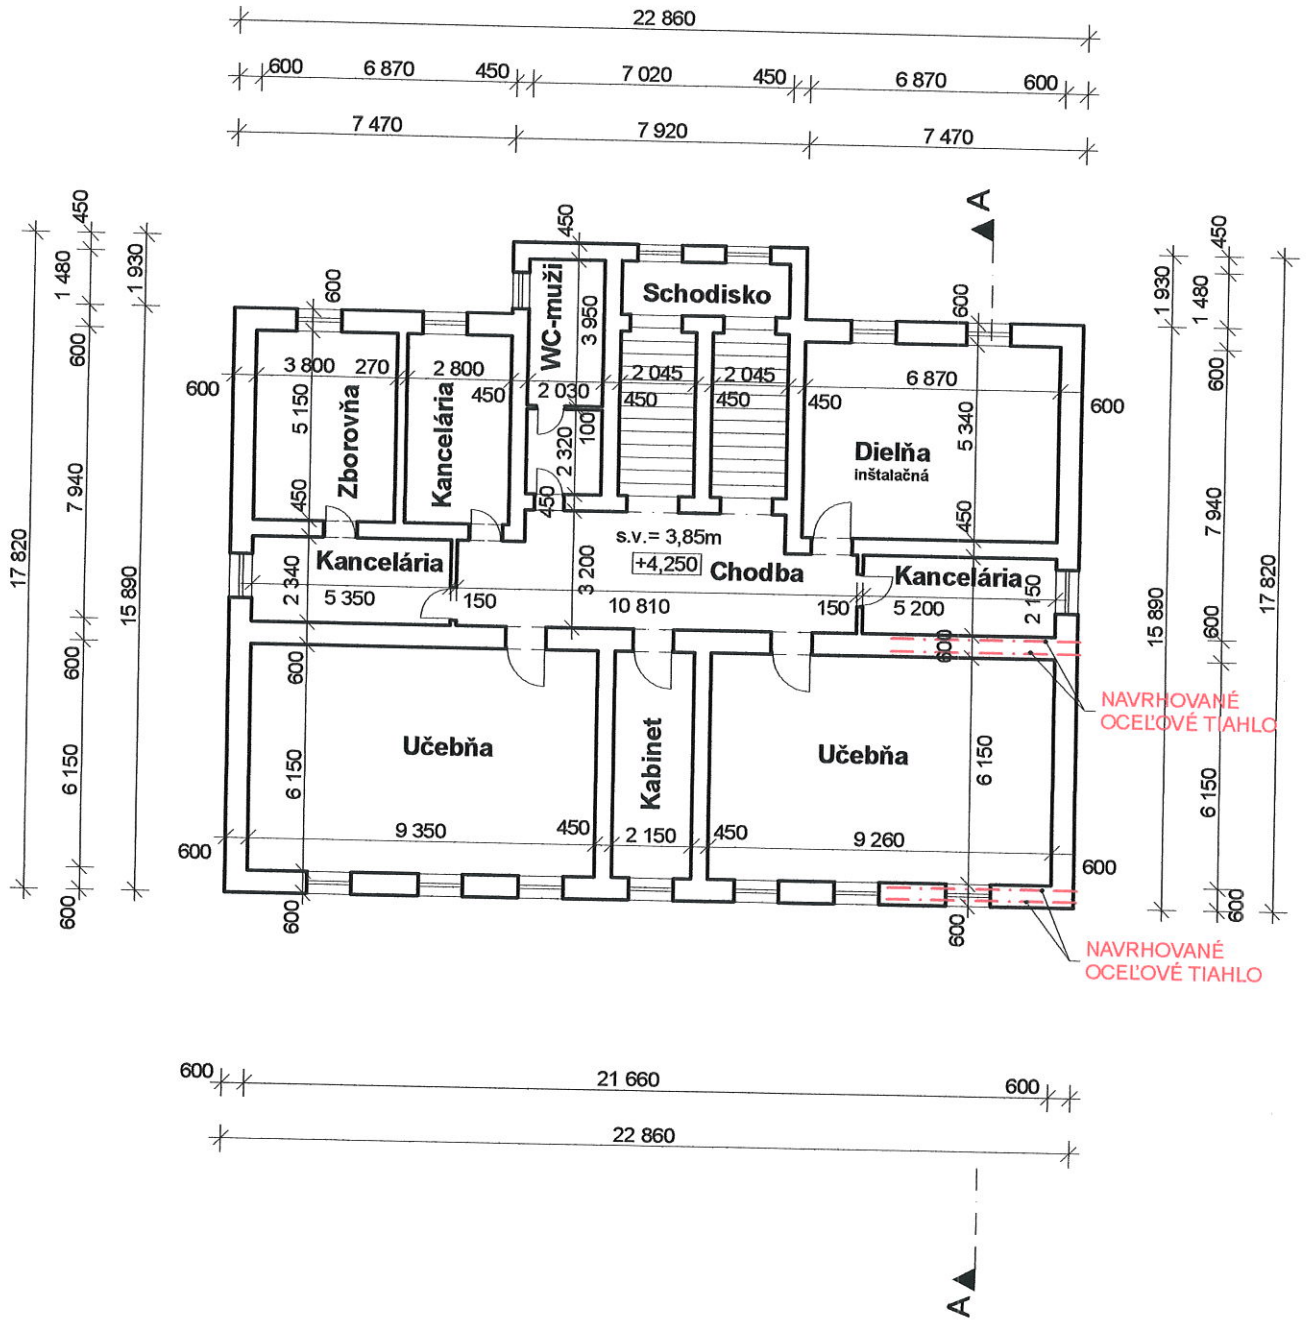 22 860
600 6 870 450 7 020 450 6 870 600
7 470 7 920 7 470
A
450
1 480
1 930
600
7 940
17 820
15 890
600
6 150
600
450
1 930
1 480
600
7 940
17 820
15 890
600
6 150
600
600
450
600
WC-muži
3 950
Schodisko
600 3 800 270 2 800 450 2 030 450 2 045 450 2 045 450 6 870 600
5 150
Zborovňa
Kancelária
100
2 320
5 340
Dielňa
inštalačná
450
450
450
s.v.= 3,85m
+4,250
Kancelária
Chodba
Kancelária
2 340
3 200
2 150
5 350 150 10 810 150 5 200
600
600
NAVRHOVANÉ
OCEĽOVÉ TIAHLO
Učebňa
Kabinet
Učebňa
6 150
6 150
600 9 350 450 2 150 450 9 260 600
600
600
NAVRHOVANÉ
OCEĽOVÉ TIAHLO
600 21 660 600
22 860
A